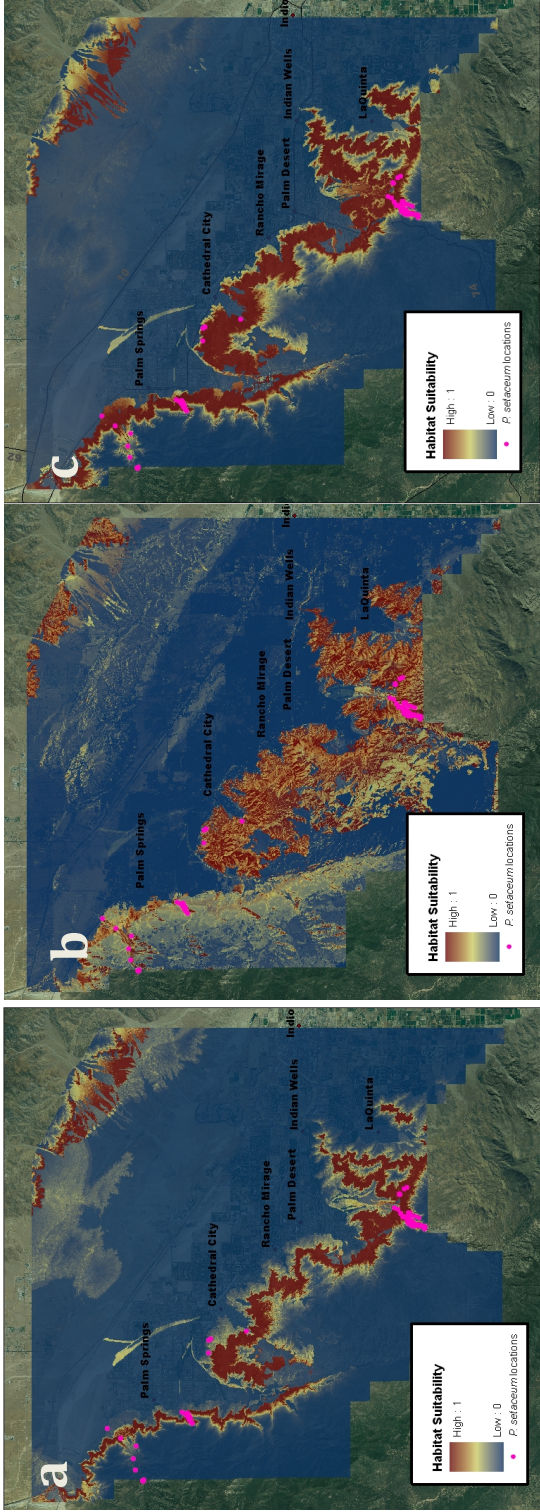 a
Palm Springs
Cathedral City
Rancho Mirage
Palm Desert
Indian Wells
Indio
LaQuinta
Habitat Suitability
High : 1
Low : 0
P. setaceum locations
b
Palm Springs
Cathedral City
Rancho Mirage
Palm Desert
Indian Wells
Indi
LaQuinta
Habitat Suitability
High : 1
Low : 0
P. setaceum locations
62
c
Palm Springs
Cathedral City
Rancho Mirage
Palm Desert
Indian Wells
Indio
LaQuinta
Habitat Suitability
High : 1
Low : 0
P. setaceum locations